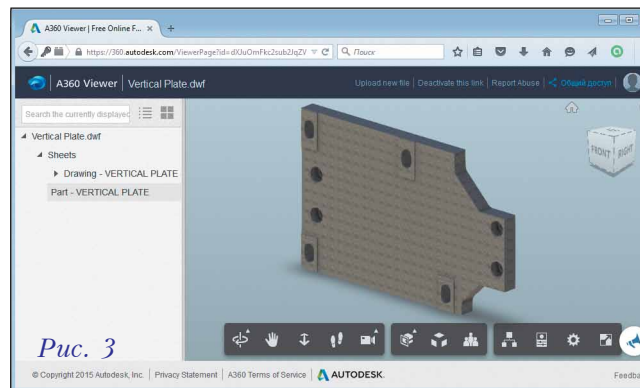 A360 Viewer | Free Online F... × +
https://360.autodesk.com/ViewerPage?id=dXJuOmFkc2sub2JqZV
Поиск
A360 Viewer Vertical Plate.dwf
Upload new file Deactivate this link Report Abuse Общий доступ
Search the currently displayed
Vertical Plate.dwf
Sheets
Drawing - VERTICAL PLATE
Part - VERTICAL PLATE
FRONT RIGHT
Рис. 3
© Copyright 2015 Autodesk, Inc. Privacy Statement A360 Terms of Service AUTODESK. Feedba